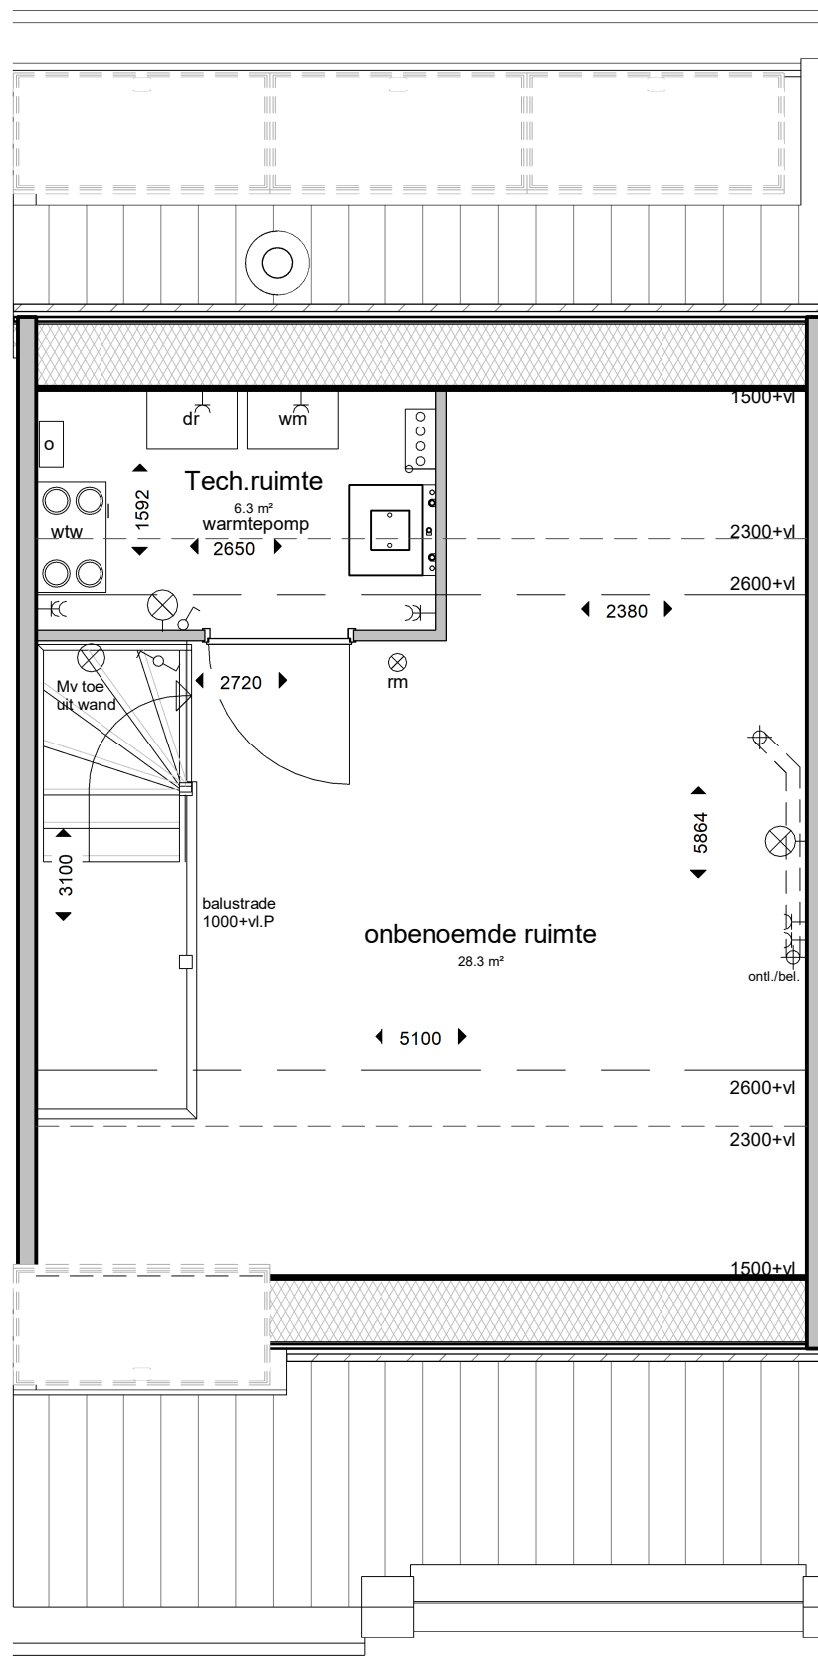 1500+vl
dr
wm
o
Tech.ruimte
6.3 m²
warmtepomp
1592
2650
wtw
2300+vl
2600+vl
2380
rm
Mv toe
uit wand
2720
5864
3100
balustrade
1000+vl.P
onbenoemde ruimte
28.3 m²
ontl./bel.
5100
2600+vl
2300+vl
1500+vl